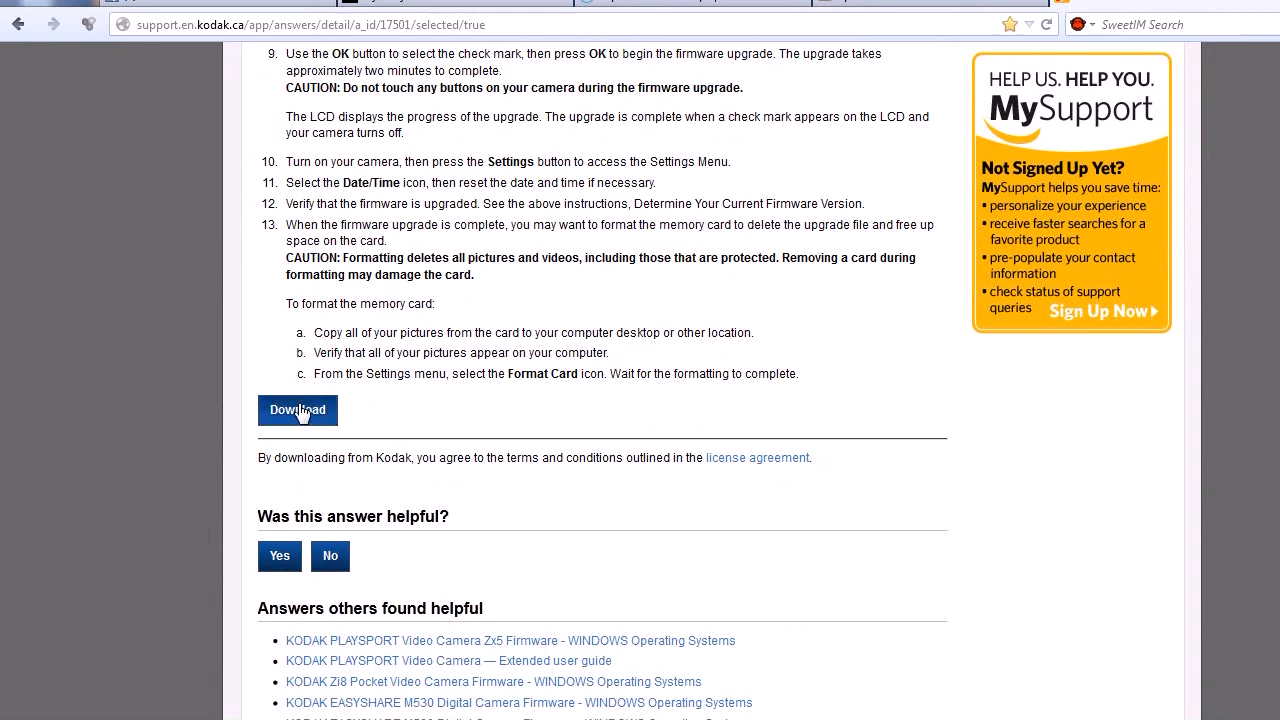 support.en.kodak.ca/app/answers/detail/a_id/17501/selected/true
SweetIM Search
9. Use the OK button to select the check mark, then press OK to begin the firmware upgrade. The upgrade takes
approximately two minutes to complete.
CAUTION: Do not touch any buttons on your camera during the firmware upgrade.
The LCD displays the progress of the upgrade. The upgrade is complete when a check mark appears on the LCD and
your camera turns off.
10. Turn on your camera, then press the Settings button to access the Settings Menu.
11. Select the Date/Time icon, then reset the date and time if necessary.
12. Verify that the firmware is upgraded. See the above instructions, Determine Your Current Firmware Version.
13. When the firmware upgrade is complete, you may want to format the memory card to delete the upgrade file and free up
space on the card.
CAUTION: Formatting deletes all pictures and videos, including those that are protected. Removing a card during
formatting may damage the card.
To format the memory card:
a. Copy all of your pictures from the card to your computer desktop or other location.
b. Verify that all of your pictures appear on your computer.
c. From the Settings menu, select the Format Card icon. Wait for the formatting to complete.
Download
By downloading from Kodak, you agree to the terms and conditions outlined in the license agreement.
Was this answer helpful?
Yes No
Answers others found helpful
• KODAK PLAYSPORT Video Camera Zx5 Firmware - WINDOWS Operating Systems
• KODAK PLAYSPORT Video Camera — Extended user guide
• KODAK Zi8 Pocket Video Camera Firmware - WINDOWS Operating Systems
• KODAK EASYSHARE M530 Digital Camera Firmware - WINDOWS Operating Systems
HELP US. HELP YOU.
MySupport
Not Signed Up Yet?
MySupport helps you save time:
• personalize your experience
• receive faster searches for a
favorite product
• pre-populate your contact
information
• check status of support
queries Sign Up Now